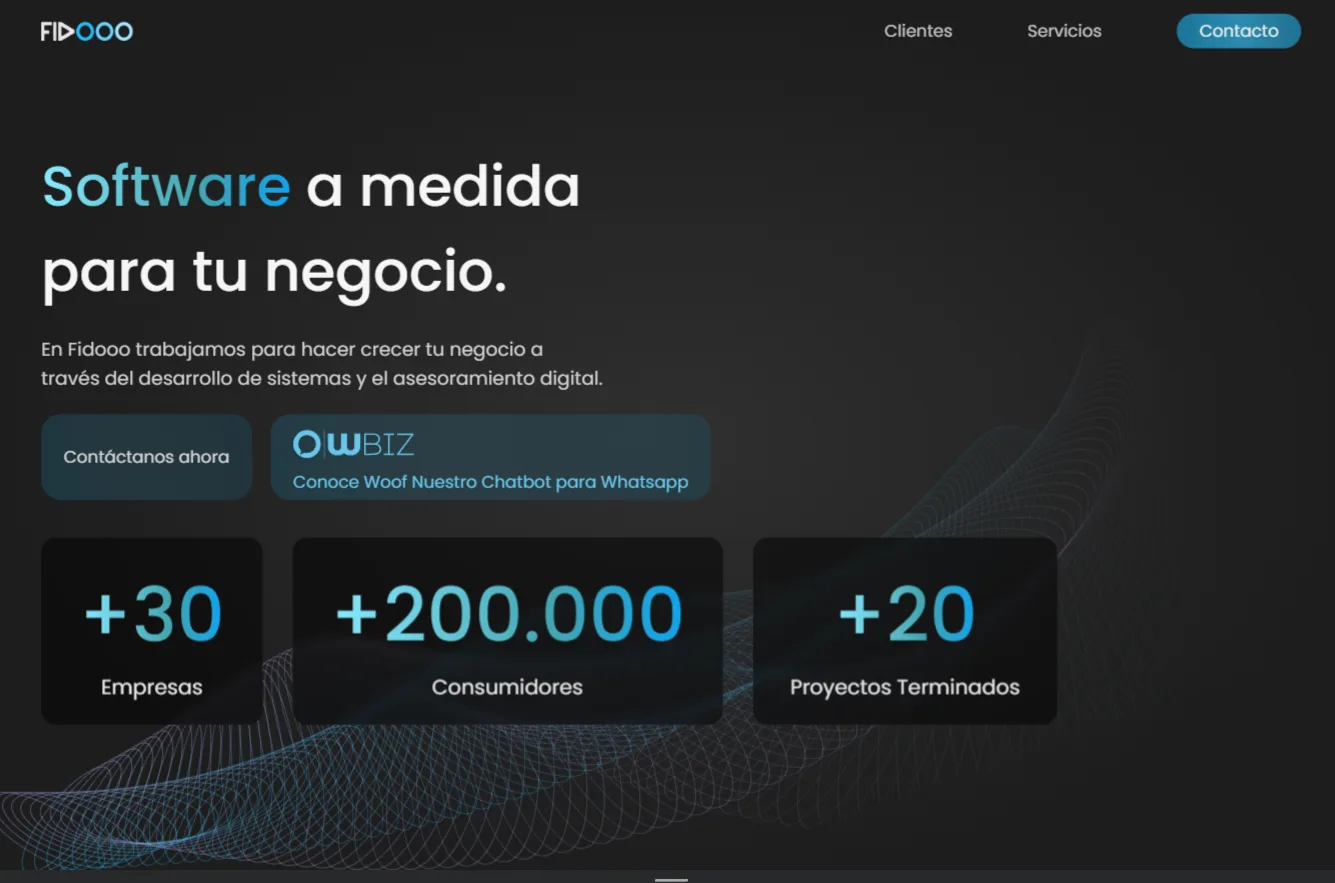 FIDOOO
Clientes
Servicios
Contacto
Software a medida
para tu negocio.
En Fidooo trabajamos para hacer crecer tu negocio a
través del desarrollo de sistemas y el asesoramiento digital.
Contáctanos ahora
WBIZ
Conoce Woof Nuestro Chatbot para Whatsapp
+30
Empresas
+200.000
Consumidores
+20
Proyectos Terminados